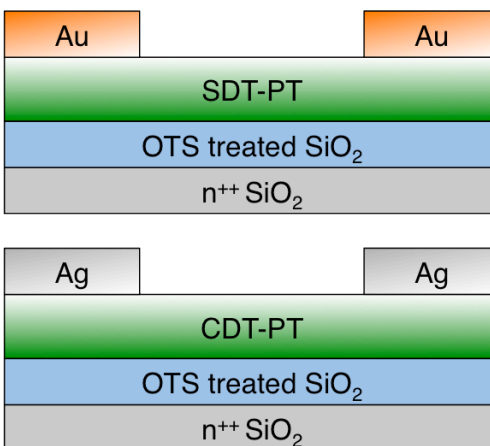 Au Au
SDT-PT
OTS treated SiO₂
n⁺⁺ SiO₂
Ag Ag
CDT-PT
OTS treated SiO₂
n⁺⁺ SiO₂